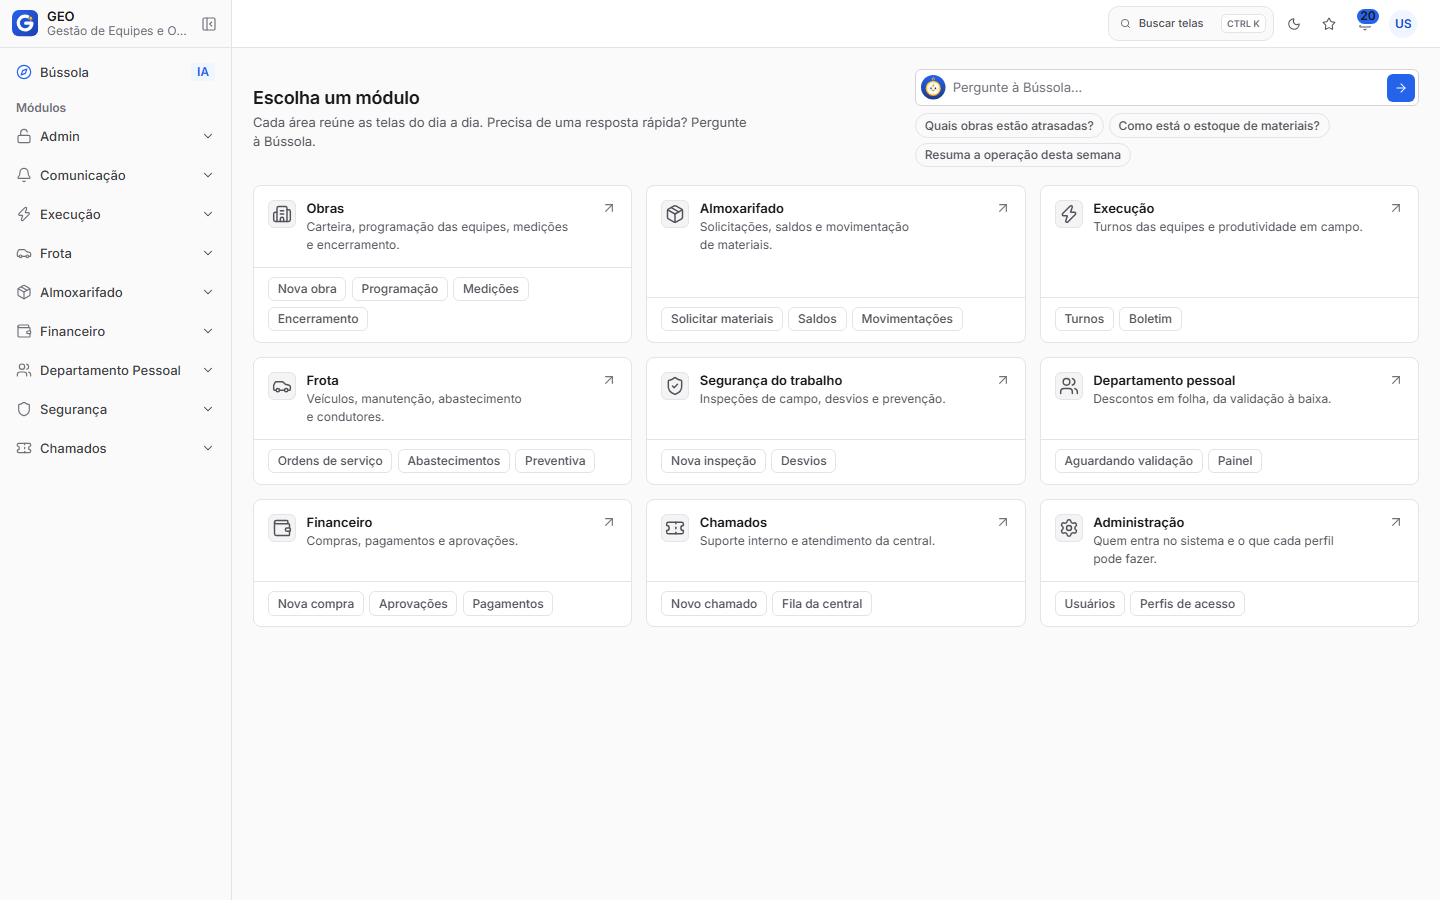 GEO
Gestão de Equipes e O...
Buscar telas
CTRL K
20
US
Bússola
IA
Módulos
Admin
Comunicação
Execução
Frota
Almoxarifado
Financeiro
Departamento Pessoal
Segurança
Chamados
Escolha um módulo
Cada área reúne as telas do dia a dia. Precisa de uma resposta rápida? Pergunte
à Bússola.
Pergunte à Bússola...
Quais obras estão atrasadas?
Como está o estoque de materiais?
Resuma a operação desta semana
Obras
Carteira, programação das equipes, medições
e encerramento.
Nova obra
Programação
Medições
Encerramento
Almoxarifado
Solicitações, saldos e movimentação
de materiais.
Solicitar materiais
Saldos
Movimentações
Execução
Turnos das equipes e produtividade em campo.
Turnos
Boletim
Frota
Veículos, manutenção, abastecimento
e condutores.
Ordens de serviço
Abastecimentos
Preventiva
Segurança do trabalho
Inspeções de campo, desvios e prevenção.
Nova inspeção
Desvios
Departamento pessoal
Descontos em folha, da validação à baixa.
Aguardando validação
Painel
Financeiro
Compras, pagamentos e aprovações.
Nova compra
Aprovações
Pagamentos
Chamados
Suporte interno e atendimento da central.
Novo chamado
Fila da central
Administração
Quem entra no sistema e o que cada perfil
pode fazer.
Usuários
Perfis de acesso